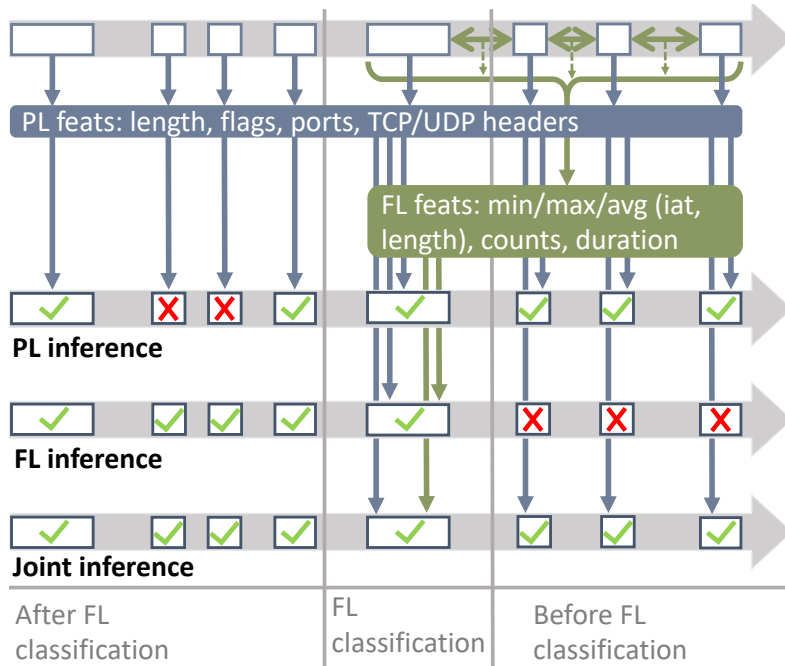 PL feats: length, flags, ports, TCP/UDP headers
FL feats: min/max/avg (iat,
length), counts, duration
PL inference
FL inference
Joint inference
After FL
classification
FL
classification
Before FL
classification